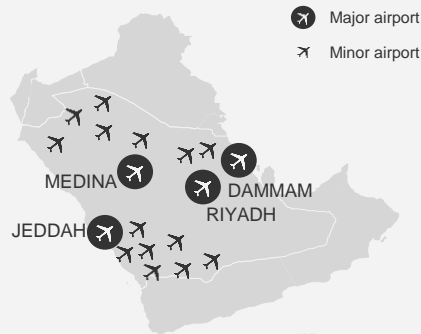 Major airport
Minor airport
MEDINA
DAMMAM
RIYADH
JEDDAH